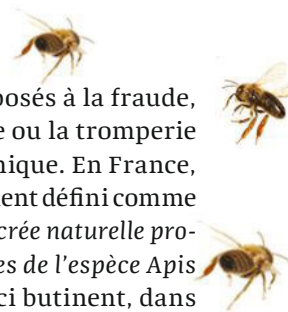 posés à la fraude,
e ou la tromperie
nique. En France,
ent défini comme
crée naturelle pro-
es de l'espèce Apis
ci butinent, dans